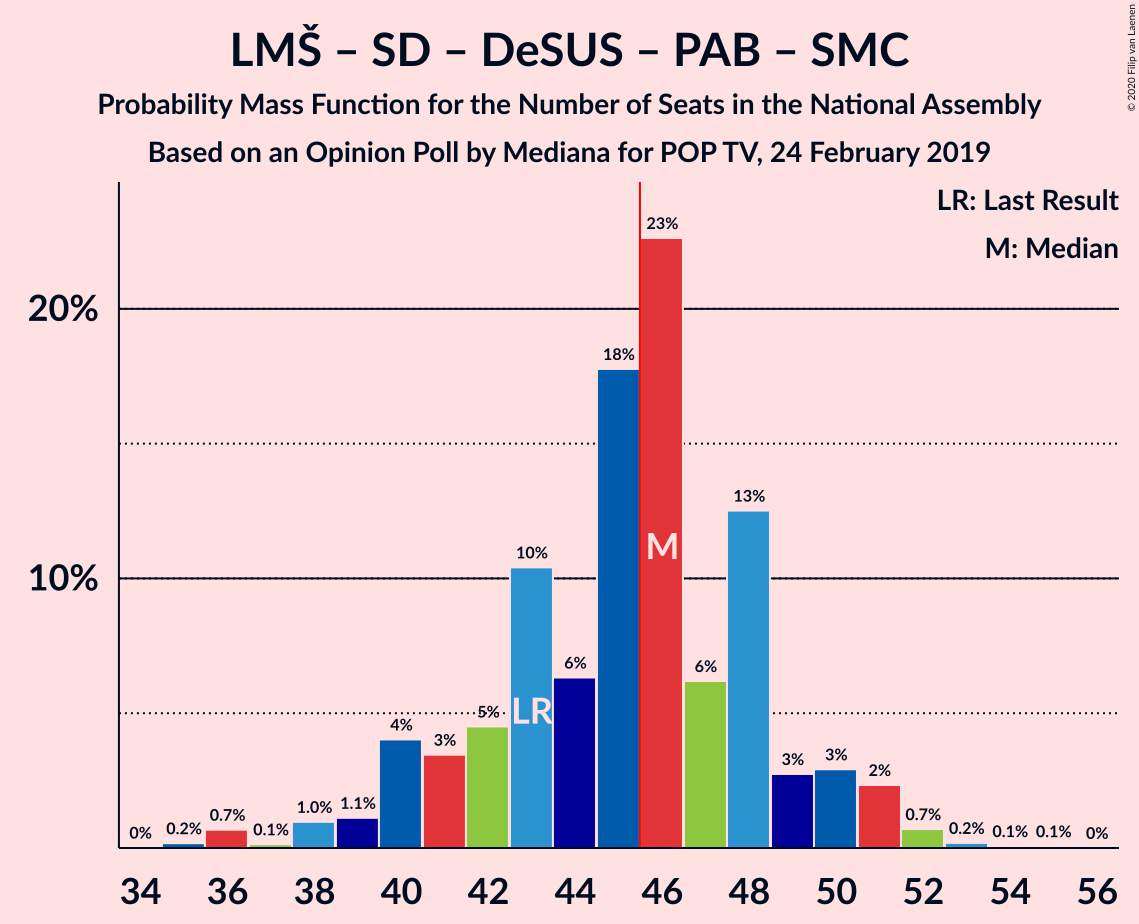 LMŠ – SD – DeSUS – PAB – SMC
Probability Mass Function for the Number of Seats in the National Assembly
Based on an Opinion Poll by Mediana for POP TV, 24 February 2019
© 2020 Filip van Laenen
LR: Last Result
M: Median
20%
10%
0% 0.2% 0.7% 0.1% 1.0% 1.1% 4% 3% 5% 10% 6% 18% 23% 6% 13% 3% 3% 2% 0.7% 0.2% 0.1% 0.1% 0%
LR
M
34 36 38 40 42 44 46 48 50 52 54 56